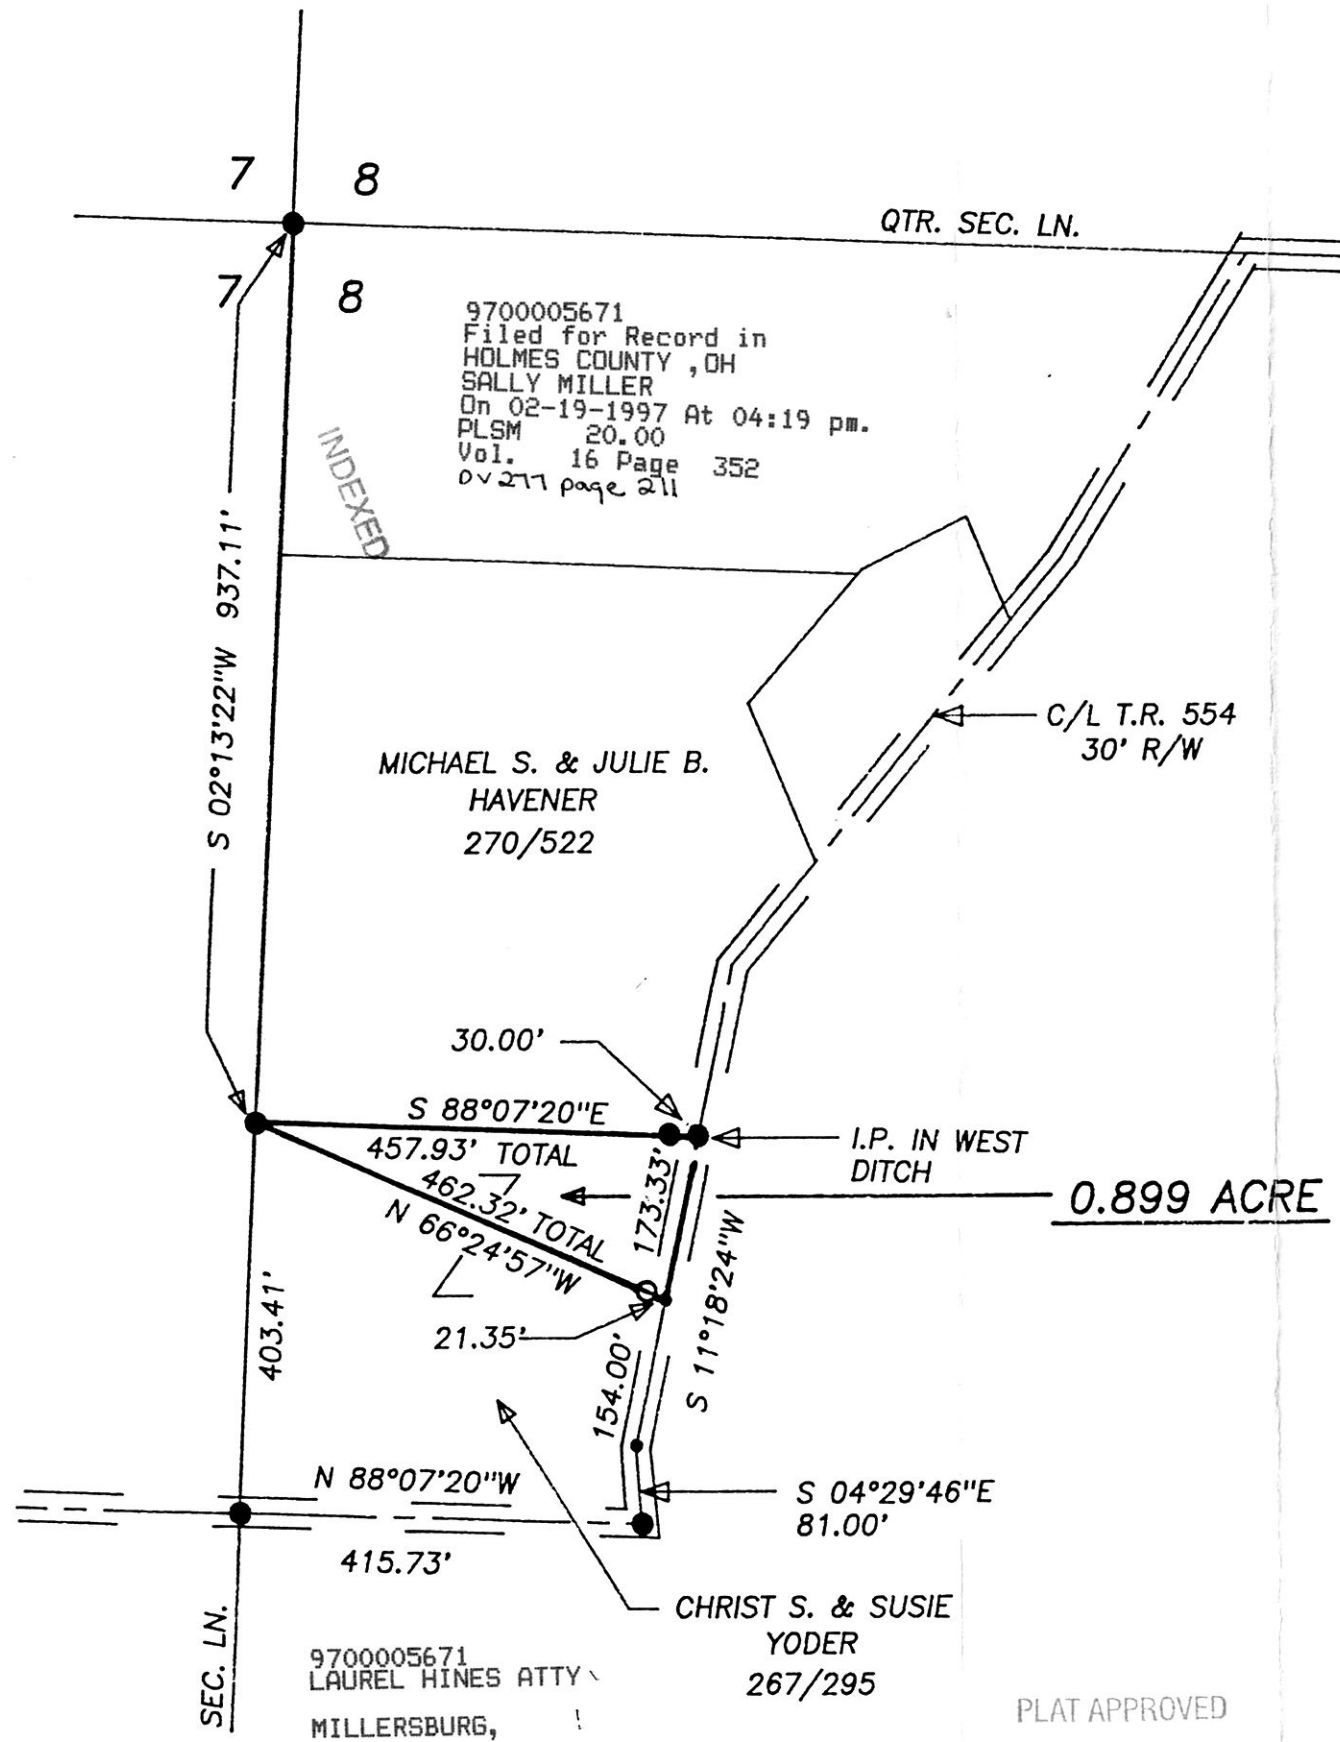 7 8
QTR. SEC. LN.
7 8
9700005671
Filed for Record in
HOLMES COUNTY ,OH
SALLY MILLER
On 02-19-1997 At 04:19 pm.
PLSM 20.00
Vol. 16 Page 352
DV 277 page 211
INDEXED
S 02°13'22"W 937.11'
C/L T.R. 554
30' R/W
MICHAEL S. & JULIE B.
HAVENER
270/522
30.00'
S 88°07'20"E
457.93' TOTAL
I.P. IN WEST
DITCH
462.32' TOTAL
N 66°24'57"W
173.33'
0.899 ACRE
S 11°18'24"W
21.35'
403.41'
154.00'
N 88°07'20"W
S 04°29'46"E
81.00'
415.73'
CHRIST S. & SUSIE
YODER
267/295
SEC. LN.
9700005671
LAUREL HINES ATTY
MILLERSBURG,
PLAT APPROVED